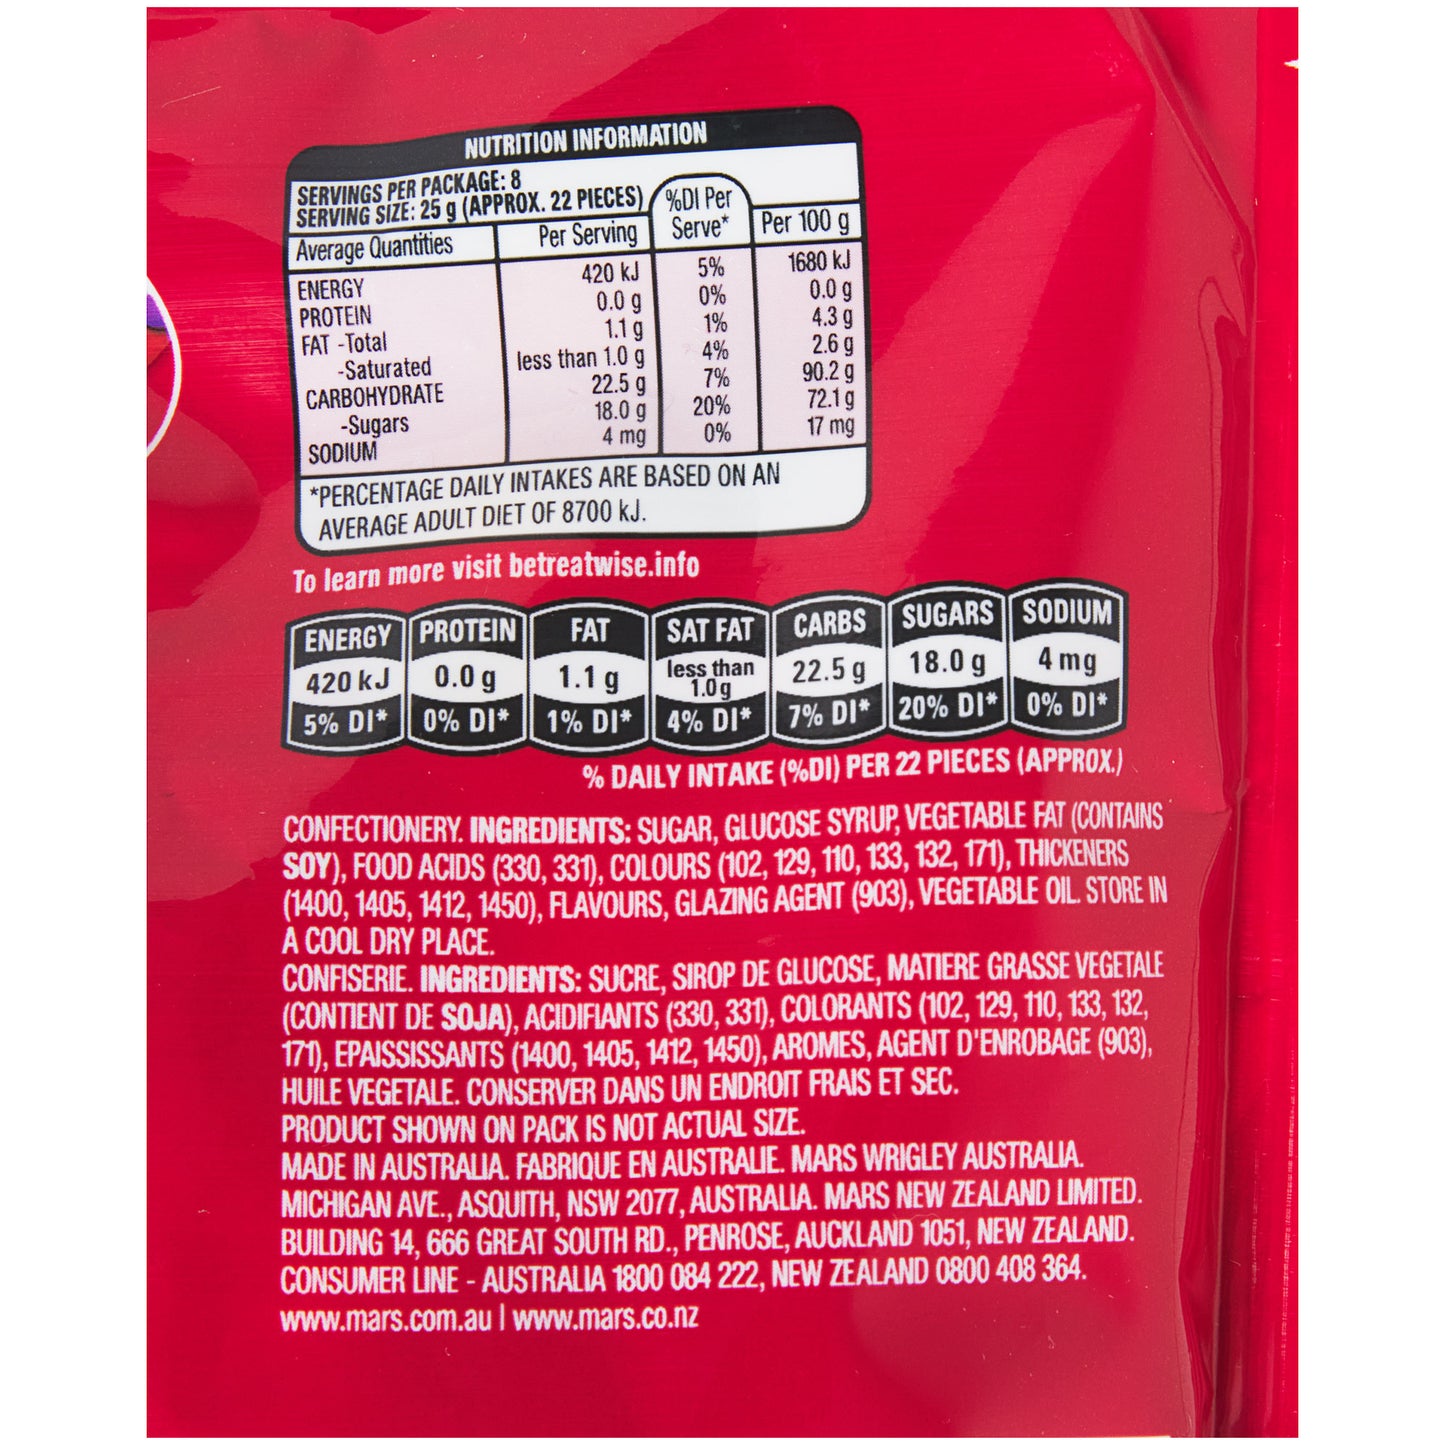 NUTRITION INFORMATION
SERVINGS PER PACKAGE: 8
SERVING SIZE: 25 g (APPROX. 22 PIECES)
Average Quantities Per Serving %DI Per Serve* Per 100 g
ENERGY 420 kJ 5% 1680 kJ
PROTEIN 0.0 g 0% 0.0 g
FAT -Total 1.1 g 1% 4.3 g
-Saturated less than 1.0 g 4% 2.6 g
CARBOHYDRATE 22.5 g 7% 90.2 g
-Sugars 18.0 g 20% 72.1 g
SODIUM 4 mg 0% 17 mg
*PERCENTAGE DAILY INTAKES ARE BASED ON AN
AVERAGE ADULT DIET OF 8700 kJ.
To learn more visit betreatwise.info
ENERGY PROTEIN FAT SAT FAT CARBS SUGARS SODIUM
420 kJ 0.0 g 1.1 g less than 1.0g 22.5 g 18.0 g 4 mg
5% DI* 0% DI* 1% DI* 4% DI* 7% DI* 20% DI* 0% DI*
% DAILY INTAKE (%DI) PER 22 PIECES (APPROX.)
CONFECTIONERY. INGREDIENTS: SUGAR, GLUCOSE SYRUP, VEGETABLE FAT (CONTAINS
SOY), FOOD ACIDS (330, 331), COLOURS (102, 129, 110, 133, 132, 171), THICKENERS
(1400, 1405, 1412, 1450), FLAVOURS, GLAZING AGENT (903), VEGETABLE OIL. STORE IN
A COOL DRY PLACE.
CONFISERIE. INGREDIENTS: SUCRE, SIROP DE GLUCOSE, MATIERE GRASSE VEGETALE
(CONTIENT DE SOJA), ACIDIFIANTS (330, 331), COLORANTS (102, 129, 110, 133, 132,
171), EPAISSISSANTS (1400, 1405, 1412, 1450), AROMES, AGENT D'ENROBAGE (903),
HUILE VEGETALE. CONSERVER DANS UN ENDROIT FRAIS ET SEC.
PRODUCT SHOWN ON PACK IS NOT ACTUAL SIZE.
MADE IN AUSTRALIA. FABRIQUE EN AUSTRALIE. MARS WRIGLEY AUSTRALIA.
MICHIGAN AVE., ASQUITH, NSW 2077, AUSTRALIA. MARS NEW ZEALAND LIMITED.
BUILDING 14, 666 GREAT SOUTH RD., PENROSE, AUCKLAND 1051, NEW ZEALAND.
CONSUMER LINE - AUSTRALIA 1800 084 222, NEW ZEALAND 0800 408 364.
www.mars.com.au | www.mars.co.nz